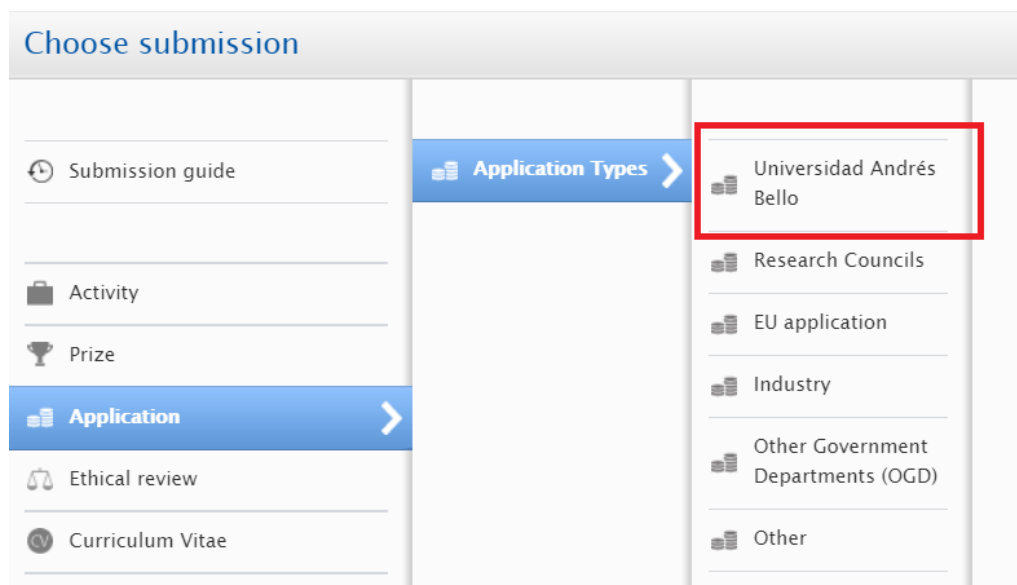 Choose submission
Submission guide
Activity
Prize
Application
Ethical review
CV
Curriculum Vitae
Application Types
Universidad Andrés
Bello
Research Councils
EU application
Industry
Other Government
Departments (OGD)
Other